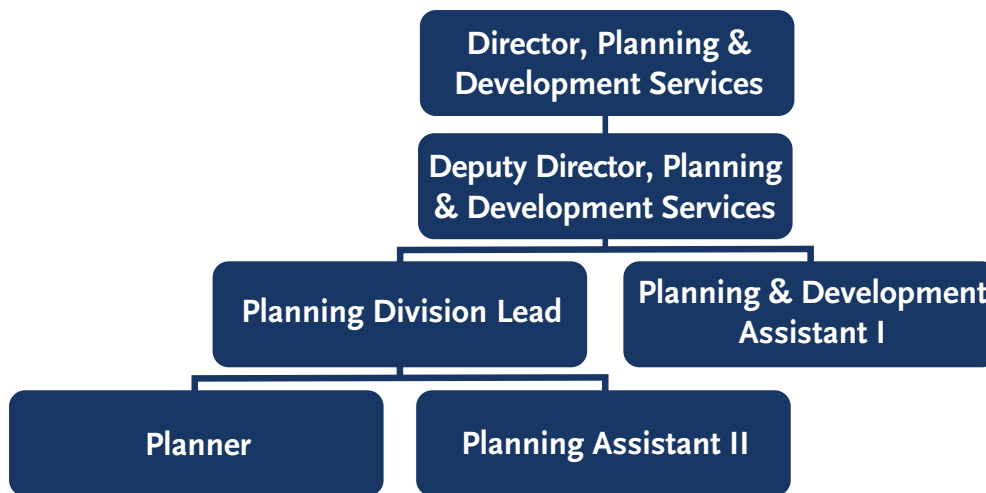 Director, Planning &
Development Services
Deputy Director, Planning
& Development Services
Planning Division Lead
Planning & Development
Assistant I
Planner
Planning Assistant II